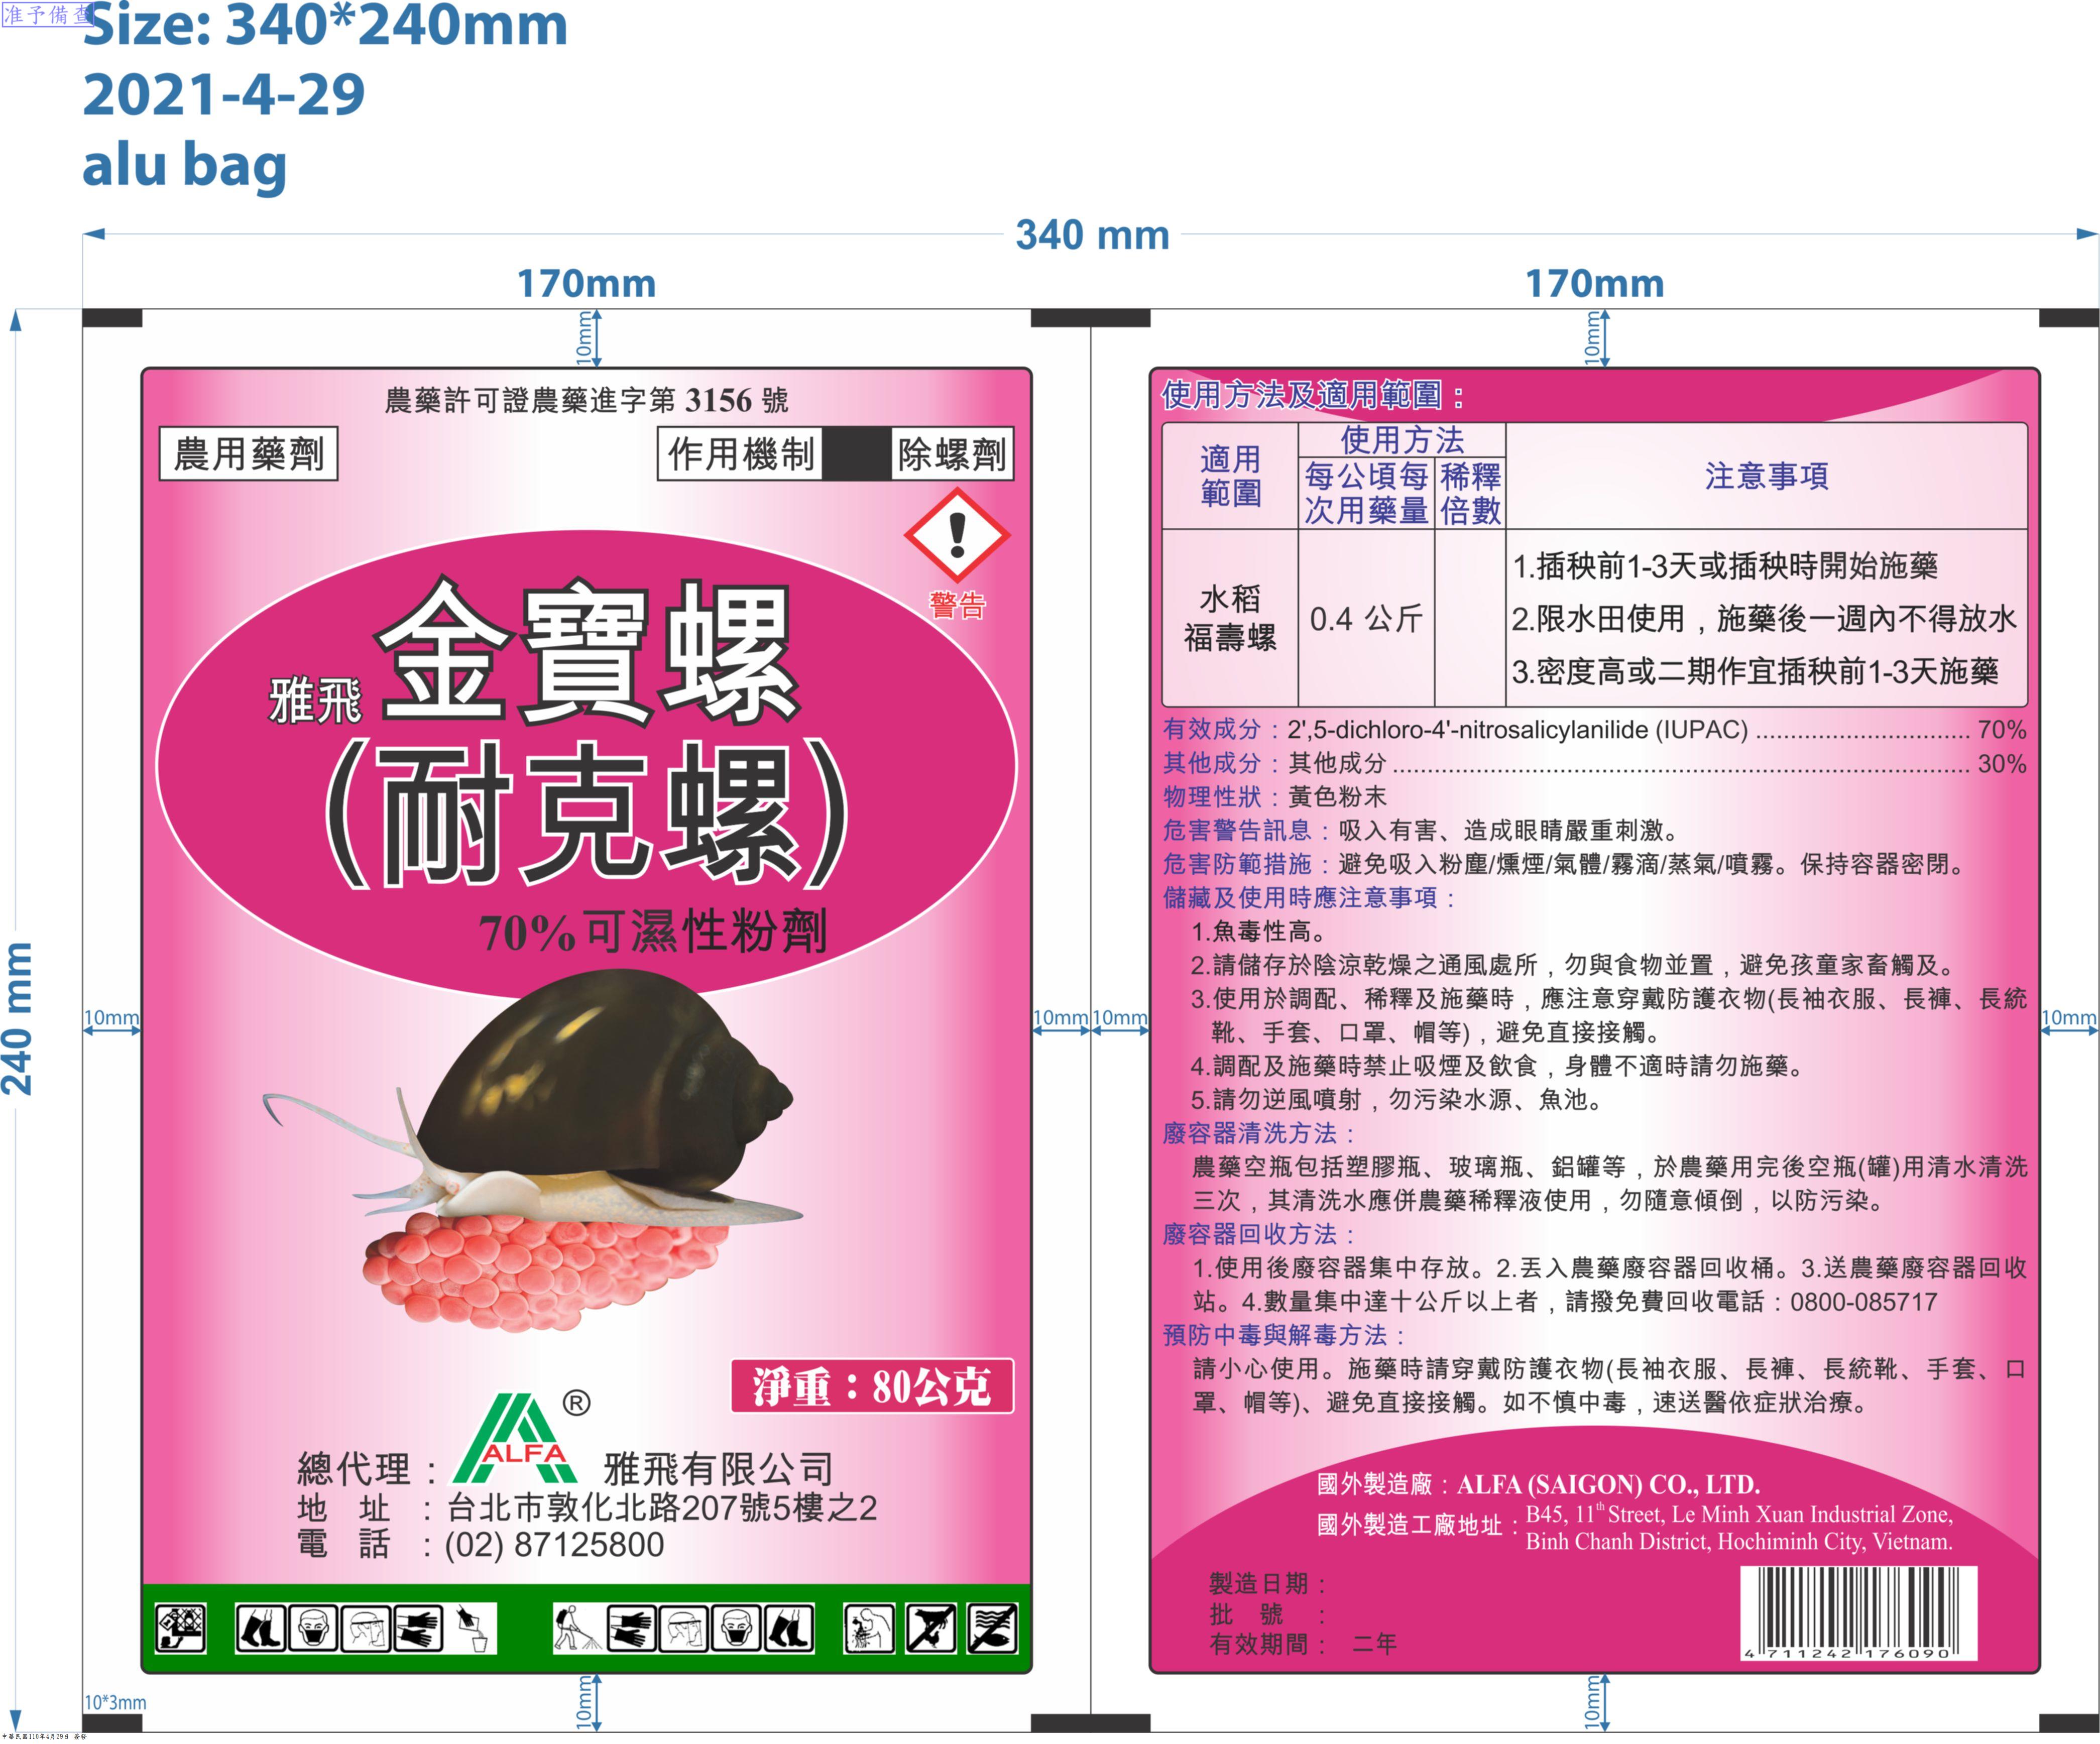 准予備查
Size: 340*240mm
2021-4-29
alu bag
340 mm
170mm
170mm
10mm
10mm
240 mm
10mm
10mm
10mm
10mm
農藥許可證農藥進字第 3156 號
農用藥劑
作用機制
除螺劑
警告
雅飛
金寶螺
(耐克螺)
70%可濕性粉劑
淨重：80公克
®
ALFA
總代理：雅飛有限公司
地 址 ：台北市敦化北路207號5樓之2
電 話 ：(02) 87125800
使用方法及適用範圍：
適用範圍
使用方法
每公頃每次用藥量
稀釋倍數
注意事項
水稻
福壽螺
0.4 公斤
1.插秧前1-3天或插秧時開始施藥
2.限水田使用，施藥後一週內不得放水
3.密度高或二期作宜插秧前1-3天施藥
有效成分：2',5-dichloro-4'-nitrosalicylanilide (IUPAC) ............................... 70%
其他成分：其他成分...................................................................... 30%
物理性狀：黃色粉末
危害警告訊息：吸入有害、造成眼睛嚴重刺激。
危害防範措施：避免吸入粉塵/燻煙/氣體/霧滴/蒸氣/噴霧。保持容器密閉。
儲藏及使用時應注意事項：
1.魚毒性高。
2.請儲存於陰涼乾燥之通風處所，勿與食物並置，避免孩童家畜觸及。
3.使用於調配、稀釋及施藥時，應注意穿戴防護衣物(長袖衣服、長褲、長統
靴、手套、口罩、帽等)，避免直接接觸。
4.調配及施藥時禁止吸煙及飲食，身體不適時請勿施藥。
5.請勿逆風噴射，勿污染水源、魚池。
廢容器清洗方法：
農藥空瓶包括塑膠瓶、玻璃瓶、鋁罐等，於農藥用完後空瓶(罐)用清水清洗
三次，其清洗水應併農藥稀釋液使用，勿隨意傾倒，以防污染。
廢容器回收方法：
1.使用後廢容器集中存放。2.丟入農藥廢容器回收桶。3.送農藥廢容器回收
站。4.數量集中達十公斤以上者，請撥免費回收電話：0800-085717
預防中毒與解毒方法：
請小心使用。施藥時請穿戴防護衣物(長袖衣服、長褲、長統靴、手套、口
罩、帽等)、避免直接接觸。如不慎中毒，速送醫依症狀治療。
國外製造廠：ALFA (SAIGON) CO., LTD.
國外製造工廠地址：B45, 11th Street, Le Minh Xuan Industrial Zone,
Binh Chanh District, Hochiminh City, Vietnam.
製造日期：
批 號 ：
有效期間： 二年
4 711242 176090
10*3mm
10mm
10mm
中華民國110年4月29日 簽發